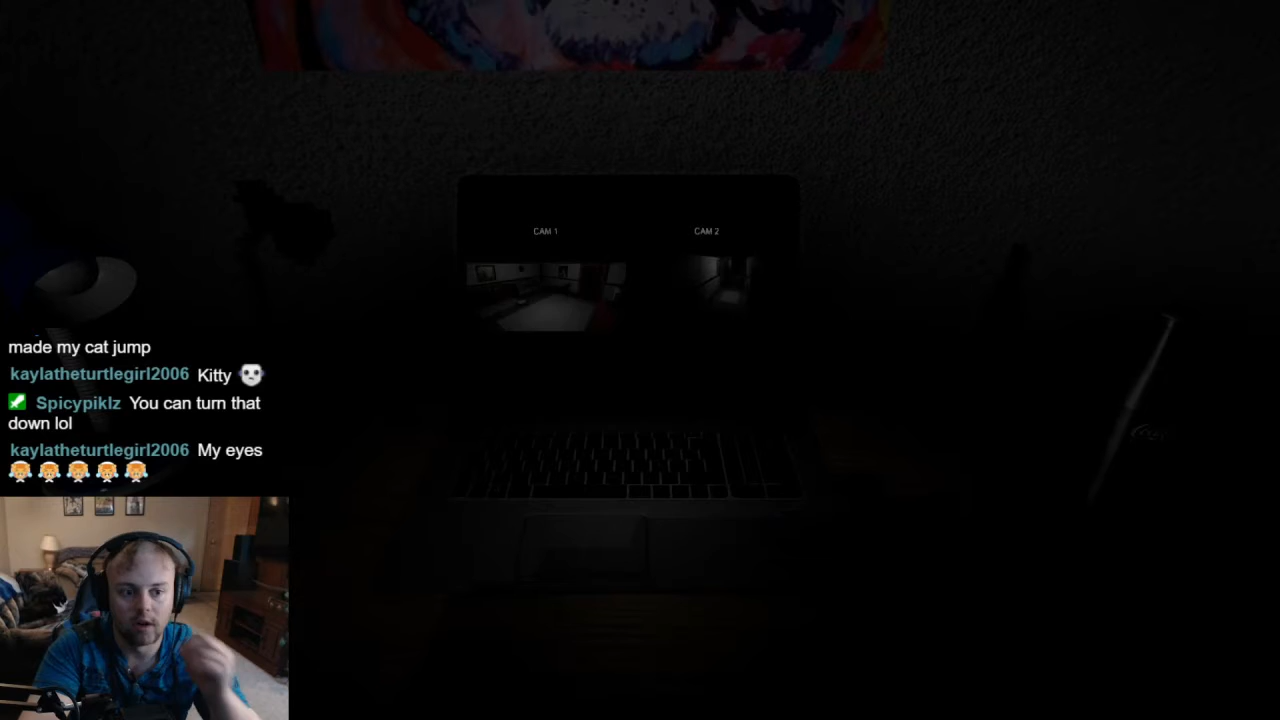 CAM 1
CAM 2
made my cat jump
kaylatheturtlegirl2006 Kitty
Spicypiklz You can turn that
down lol
kaylatheturtlegirl2006 My eyes